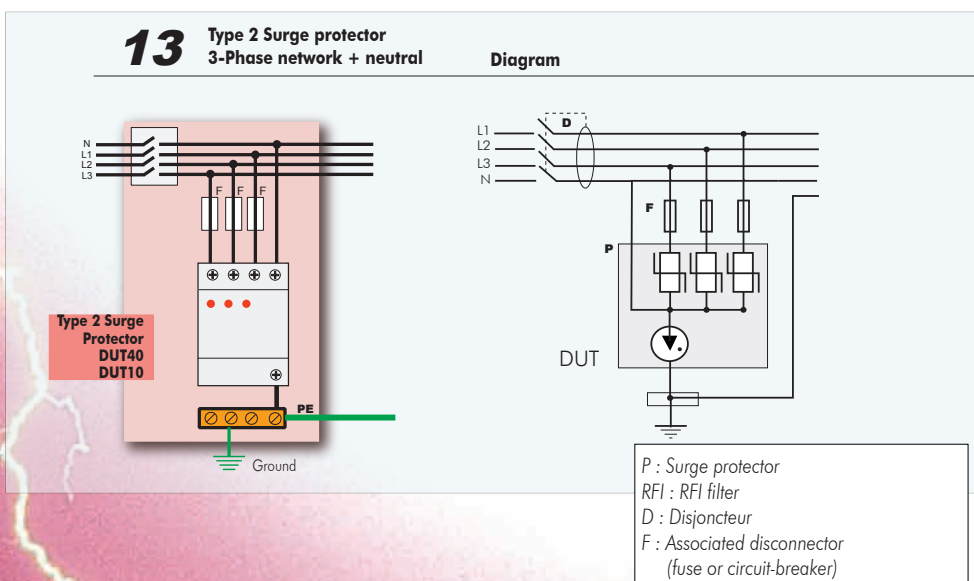 13
Type 2 Surge protector
3-Phase network + neutral
Diagram
N
L1
L2
L3
F F F
Type 2 Surge
Protector
DUT40
DUT10
PE
Ground
L1
L2
L3
N
D
F
P
DUT
P : Surge protector
RFI : RFI filter
D : Disjoncteur
F : Associated disconnector
(fuse or circuit-breaker)